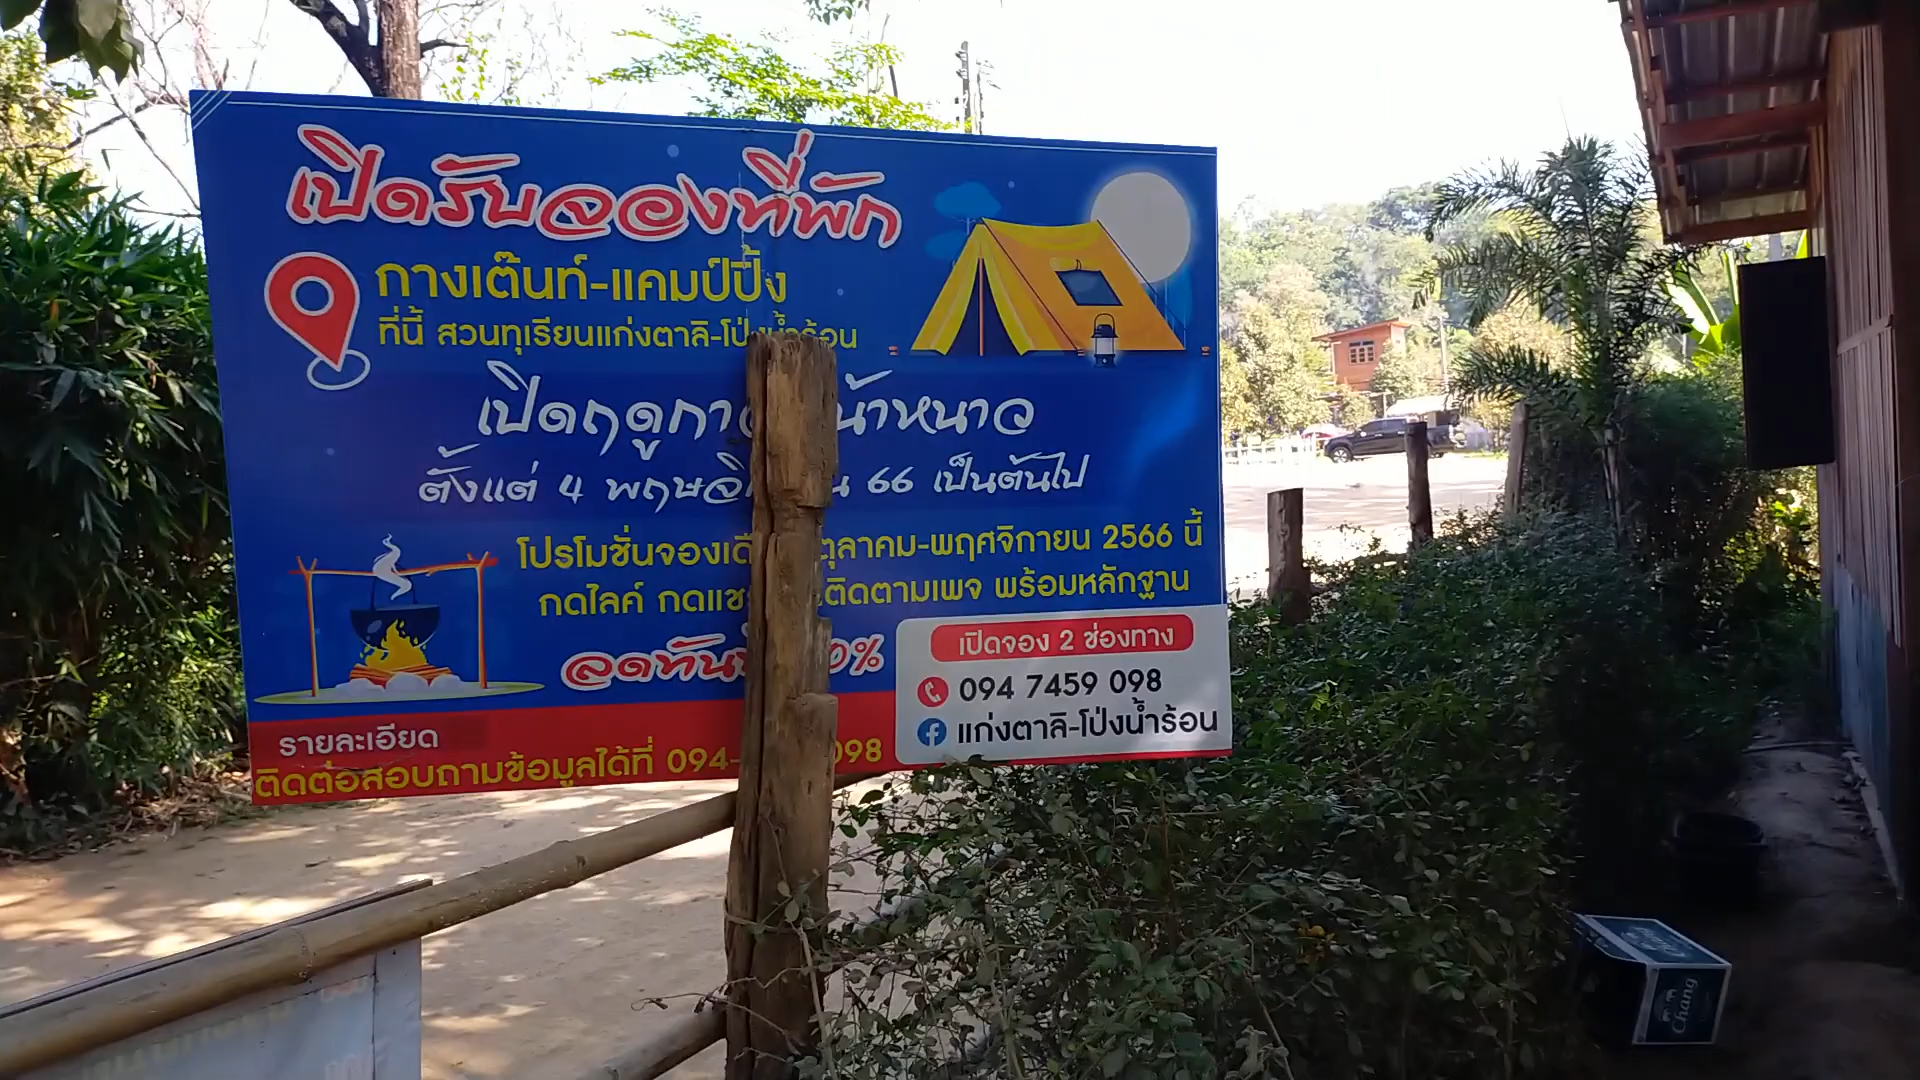 เปิดรับจองที่พัก
กางเต๊นท์-แคมป์ปิ้ง
ที่นี้ สวนทุเรียนแก่งตาลิ-โป่งน้ำร้อน
เปิดฤดูกา น้าหนาว
ตั้งแต่ 4 พฤษจิ น 66 เป็นต้นไป
โปรโมชั่นจองเดื ตุลาคม-พฤศจิกายน 2566 นี้
กดไลค์ กดแช ติดตามเพจ พร้อมหลักฐาน
ลดทัน 0%
เปิดจอง 2 ช่องทาง
094 7459 098
แก่งตาลิ-โป่งน้ำร้อน
รายละเอียด
ติดต่อสอบถามข้อมูลได้ที่ 094- 098
Chang